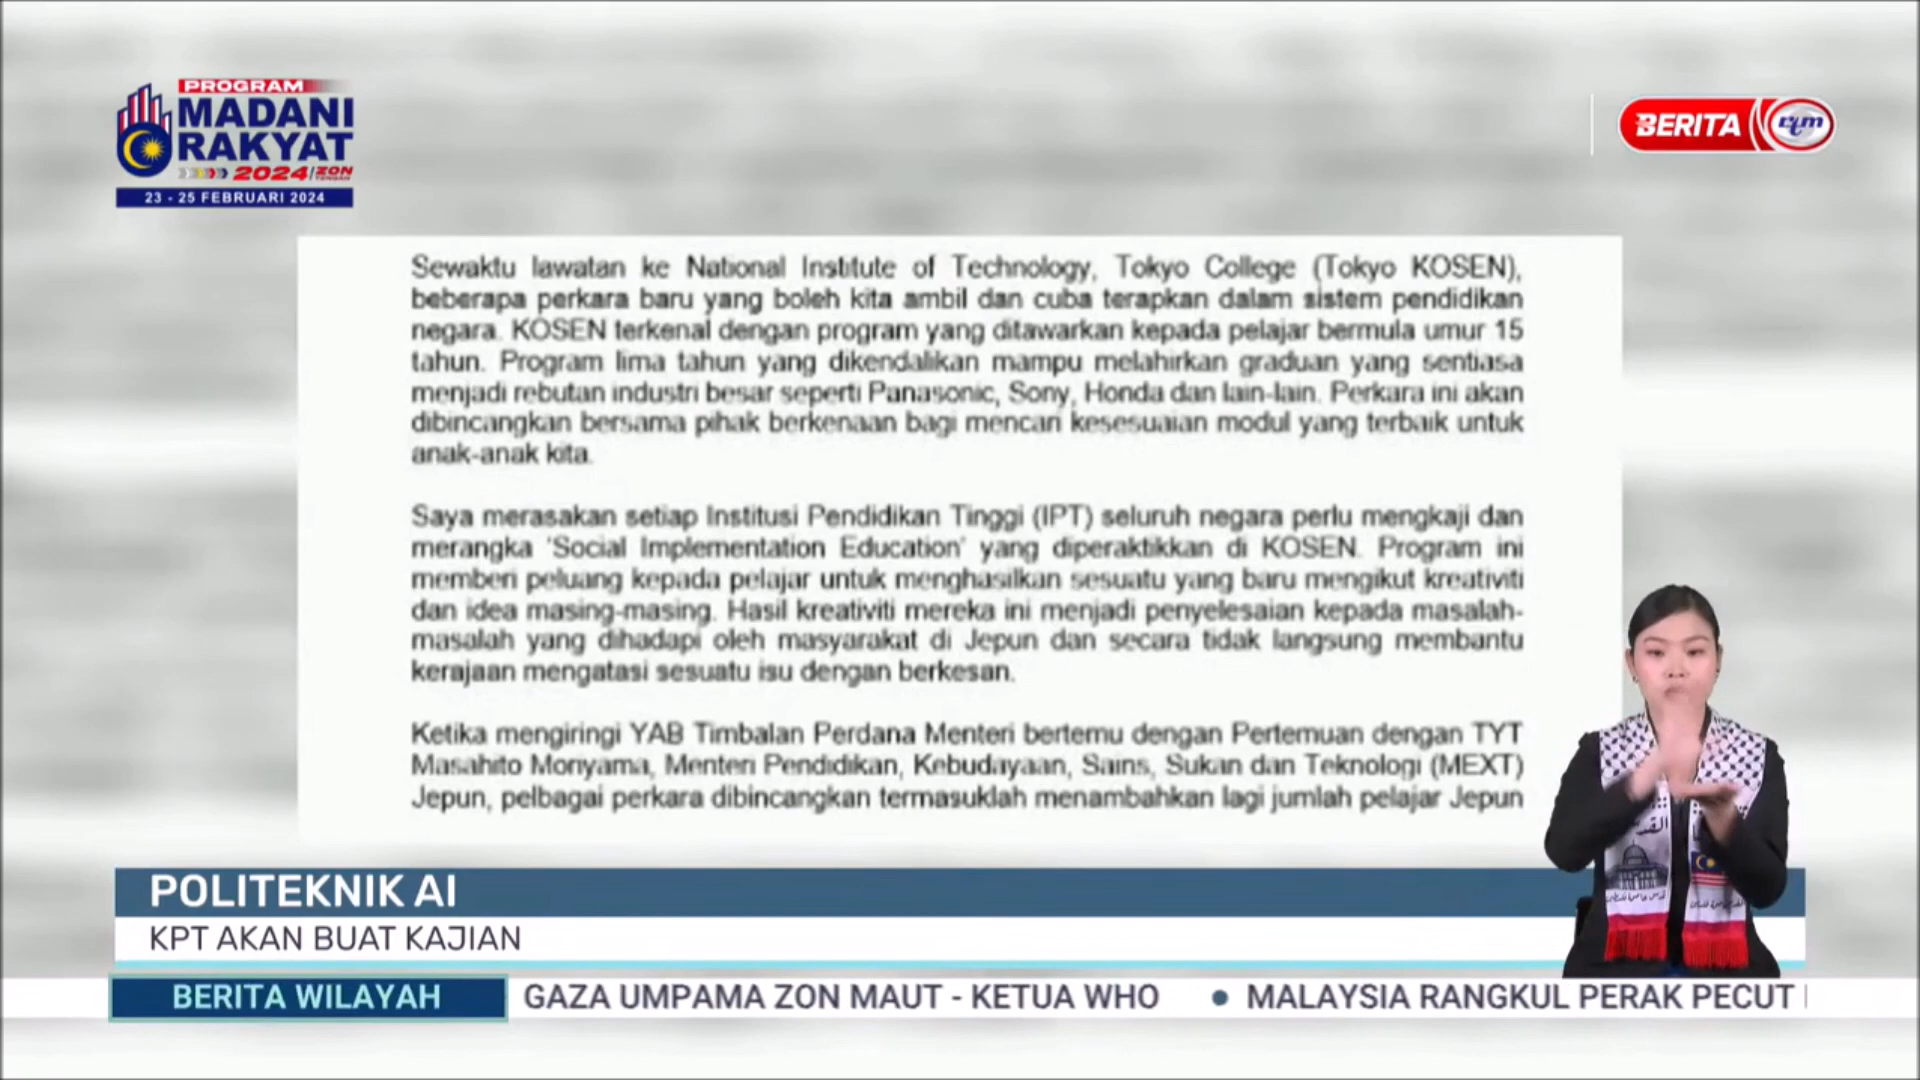 PROGRAM
MADANI
RAKYAT
2024 ZON
TENGAH
23 - 25 FEBRUARI 2024
BERITA rtm
Sewaktu lawatan ke National Institute of Technology, Tokyo College (Tokyo KOSEN),
beberapa perkara baru yang boleh kita ambil dan cuba terapkan dalam sistem pendidikan
negara. KOSEN terkenal dengan program yang ditawarkan kepada pelajar bermula umur 15
tahun. Program lima tahun yang dikendalikan mampu melahirkan graduan yang sentiasa
menjadi rebutan industri besar seperti Panasonic, Sony, Honda dan lain-lain. Perkara ini akan
dibincangkan bersama pihak berkenaan bagi mencari kesesuaian modul yang terbaik untuk
anak-anak kita.
Saya merasakan setiap Institusi Pendidikan Tinggi (IPT) seluruh negara perlu mengkaji dan
merangka 'Social Implementation Education' yang diperaktikkan di KOSEN. Program ini
memberi peluang kepada pelajar untuk menghasilkan sesuatu yang baru mengikut kreativiti
dan idea masing-masing. Hasil kreativiti mereka ini menjadi penyelesaian kepada masalah-
masalah yang dihadapi oleh masyarakat di Jepun dan secara tidak langsung membantu
kerajaan mengatasi sesuatu isu dengan berkesan.
Ketika mengiringi YAB Timbalan Perdana Menteri bertemu dengan Pertemuan dengan TYT
Masahito Moriyama, Menteri Pendidikan, Kebudayaan, Sains, Sukan dan Teknologi (MEXT)
Jepun, pelbagai perkara dibincangkan termasuklah menambahkan lagi jumlah pelajar Jepun
POLITEKNIK AI
KPT AKAN BUAT KAJIAN
BERITA WILAYAH GAZA UMPAMA ZON MAUT - KETUA WHO • MALAYSIA RANGKUL PERAK PECUT